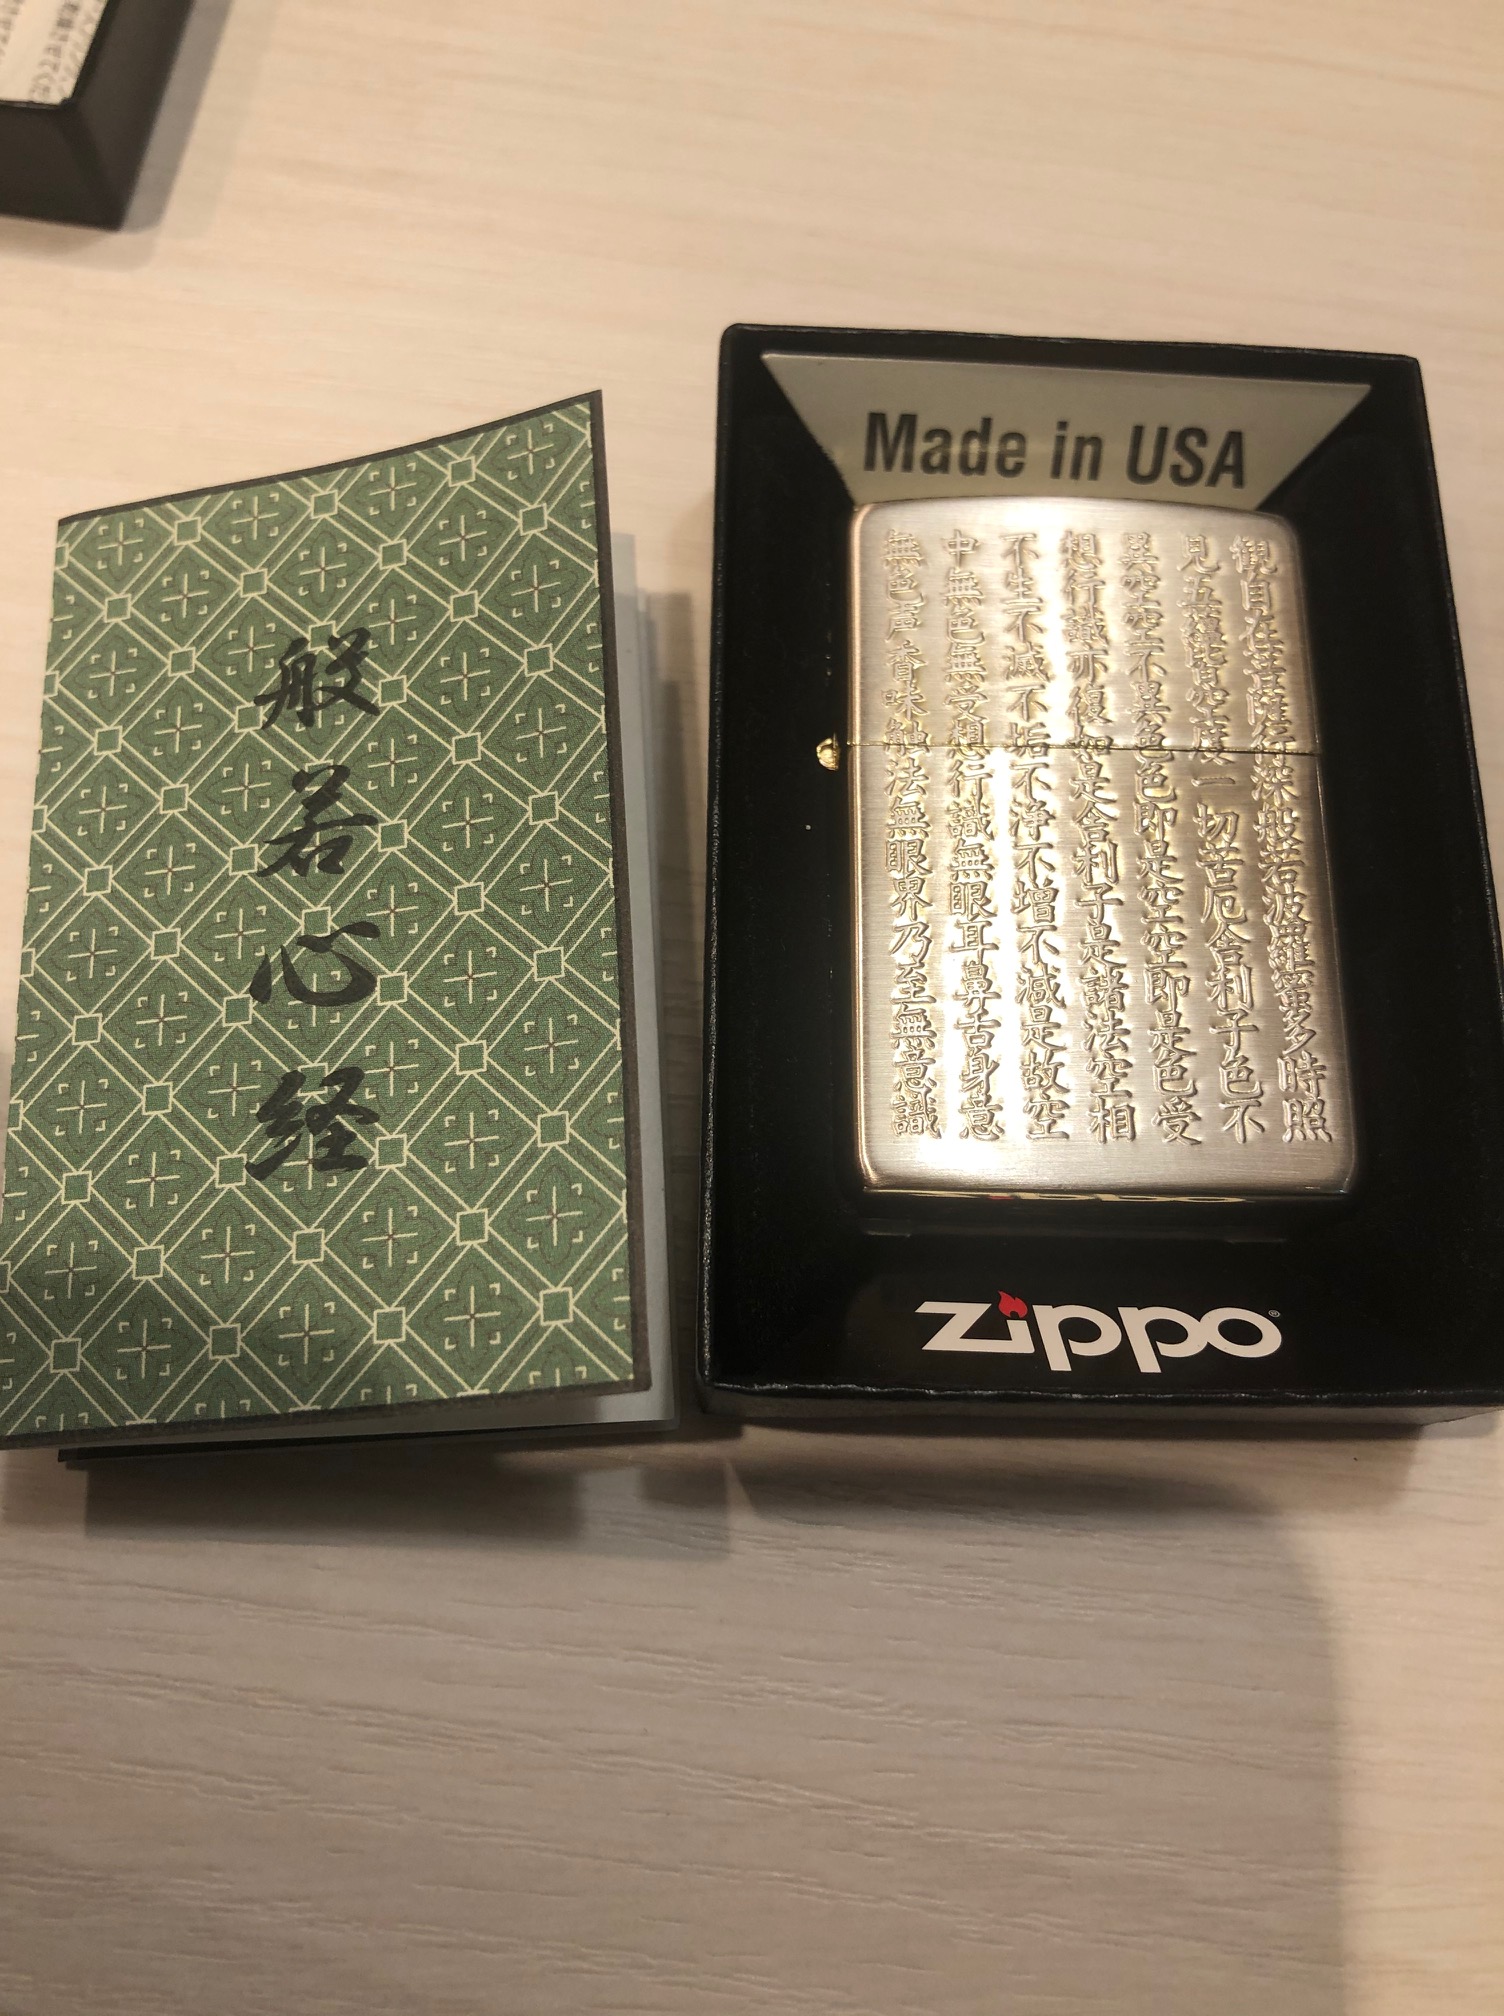 般若心経
Made in USA
観自在菩薩行深般若波羅蜜多時照
見五蘊皆空度一切苦厄舎利子色不
異空空不異色色即是空空即是色受
想行識亦復如是舎利子是諸法空相
不生不滅不垢不浄不増不減是故空
中無色無受想行識無眼耳鼻舌身意
無色声香味触法無眼界乃至無意識
zippo